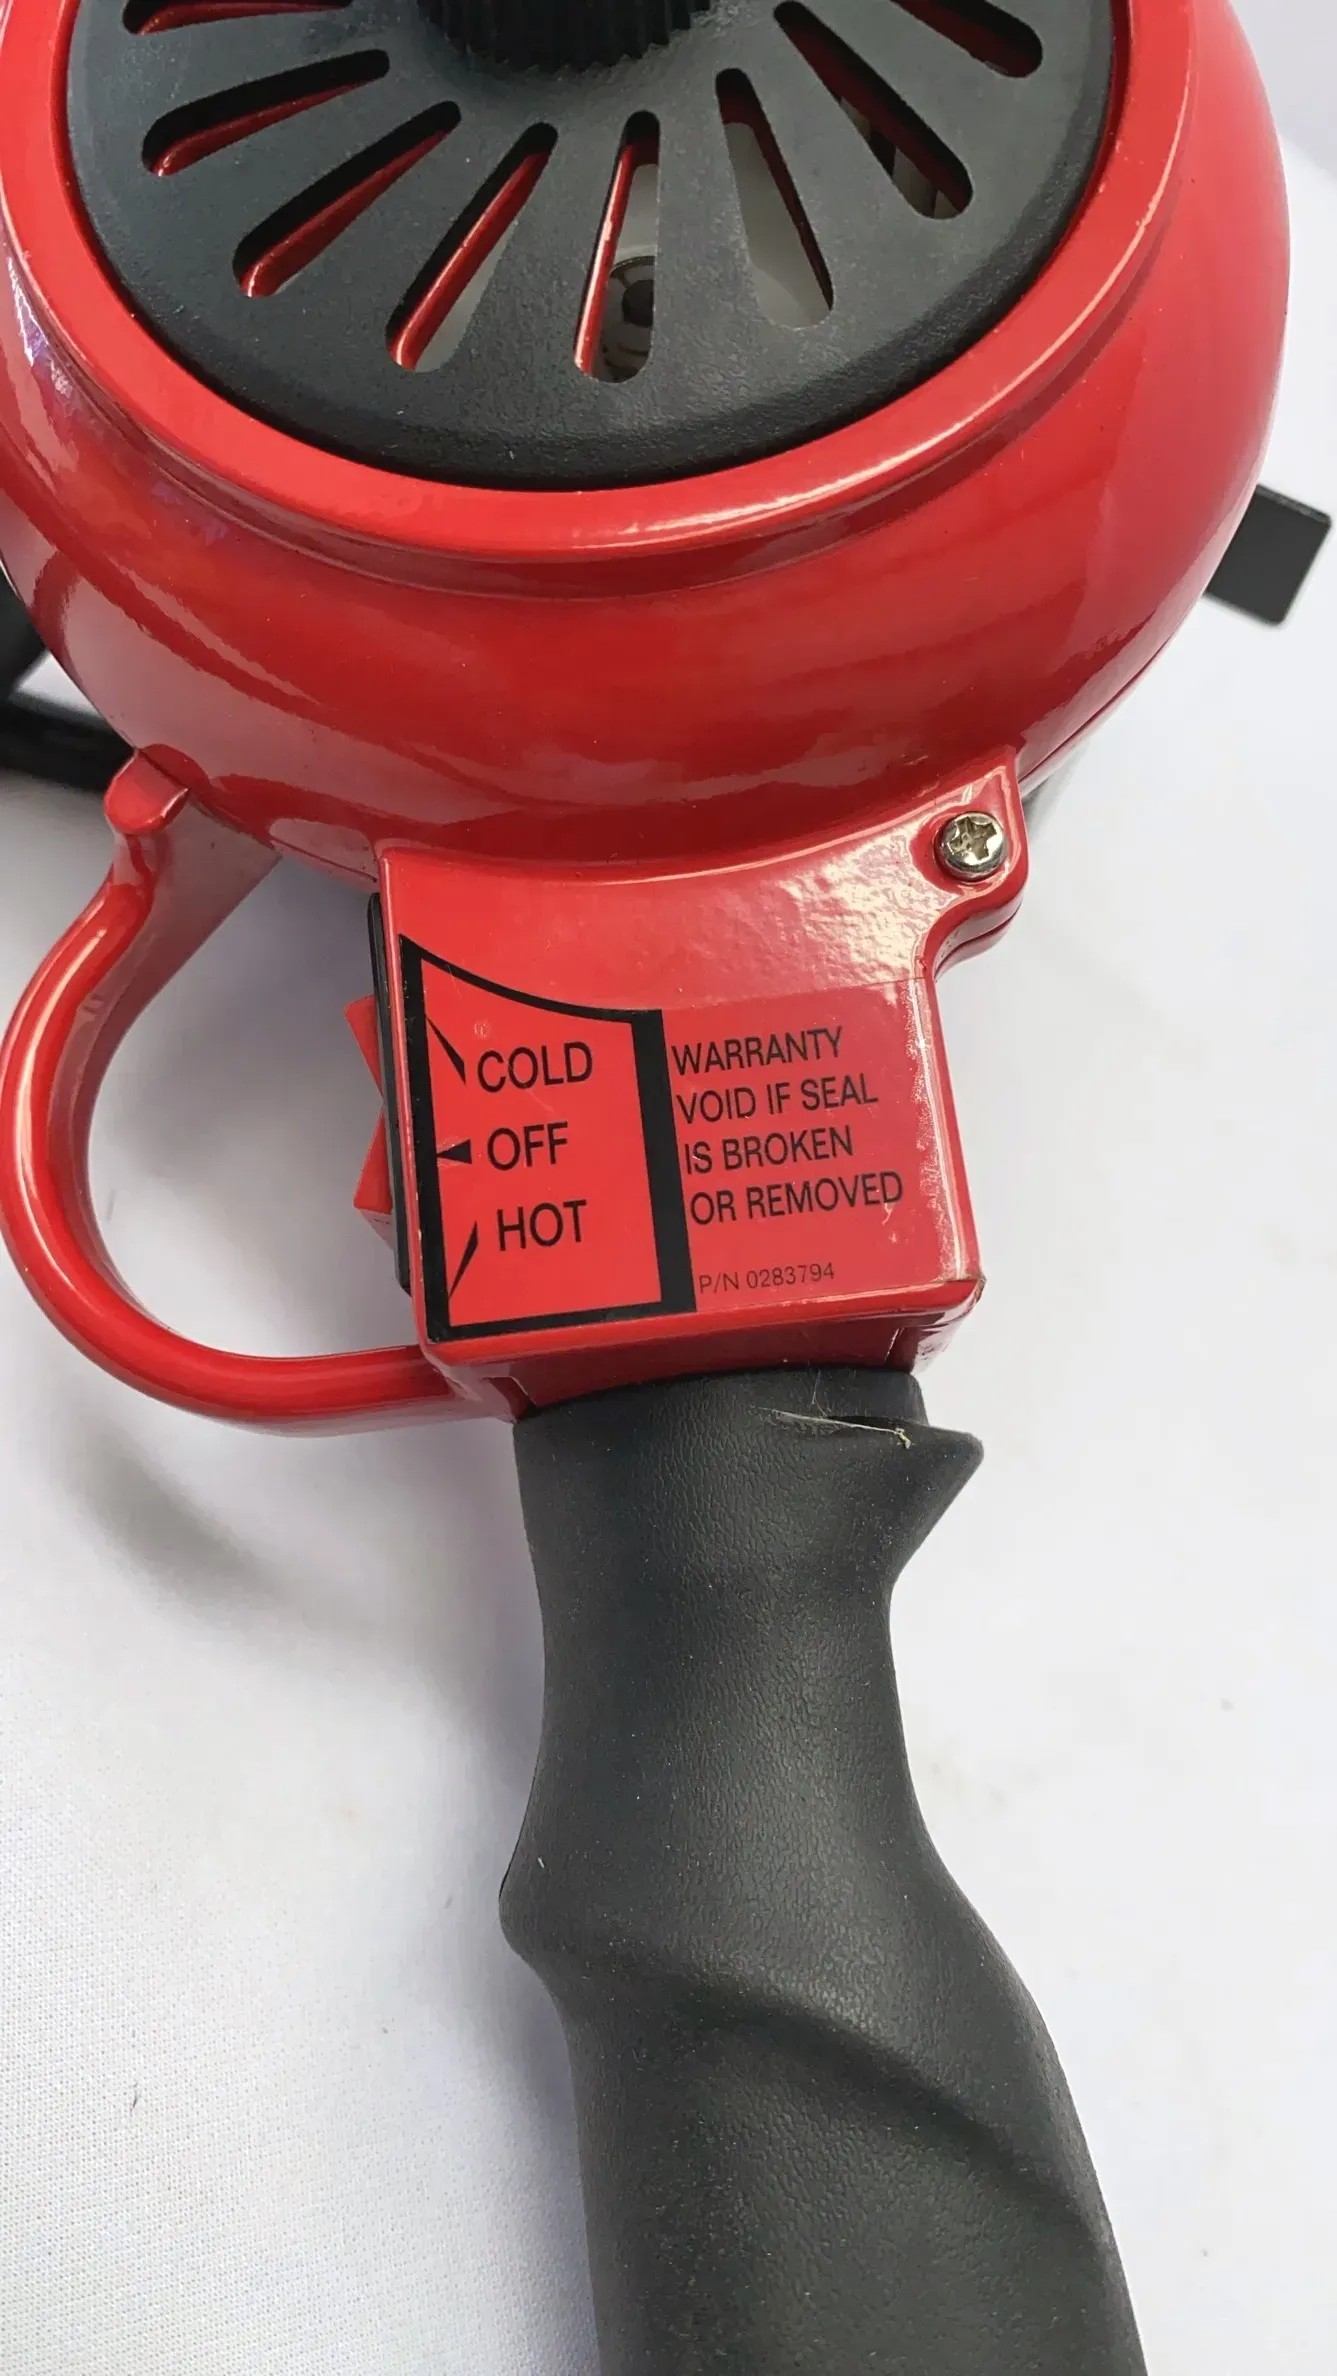 COLD
OFF
HOT
WARRANTY
VOID IF SEAL
IS BROKEN
OR REMOVED
P/N 0283794